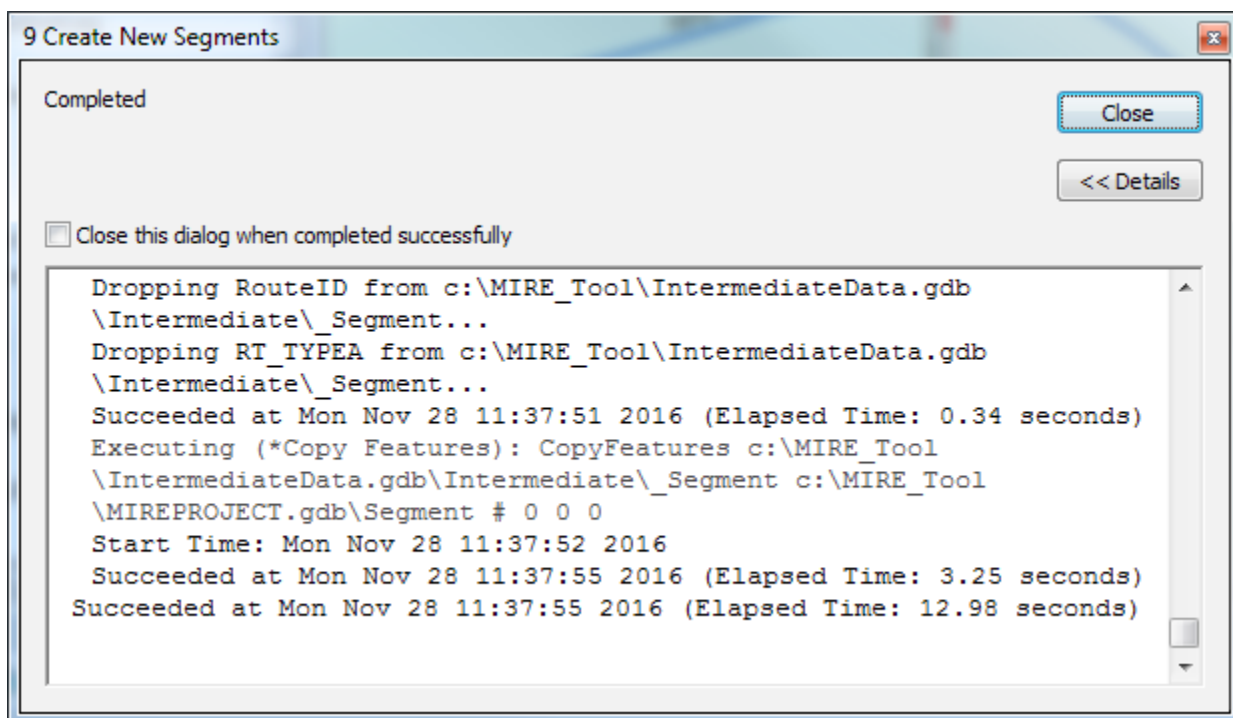 9 Create New Segments
Completed
Close
<< Details
Close this dialog when completed successfully
Dropping RouteID from c:\MIRE_Tool\IntermediateData.gdb
\Intermediate\_Segment...
Dropping RT_TYPEA from c:\MIRE_Tool\IntermediateData.gdb
\Intermediate\_Segment...
Succeeded at Mon Nov 28 11:37:51 2016 (Elapsed Time: 0.34 seconds)
Executing (*Copy Features): CopyFeatures c:\MIRE_Tool
\IntermediateData.gdb\Intermediate\_Segment c:\MIRE_Tool
\MIREPROJECT.gdb\Segment # 0 0 0
Start Time: Mon Nov 28 11:37:52 2016
Succeeded at Mon Nov 28 11:37:55 2016 (Elapsed Time: 3.25 seconds)
Succeeded at Mon Nov 28 11:37:55 2016 (Elapsed Time: 12.98 seconds)